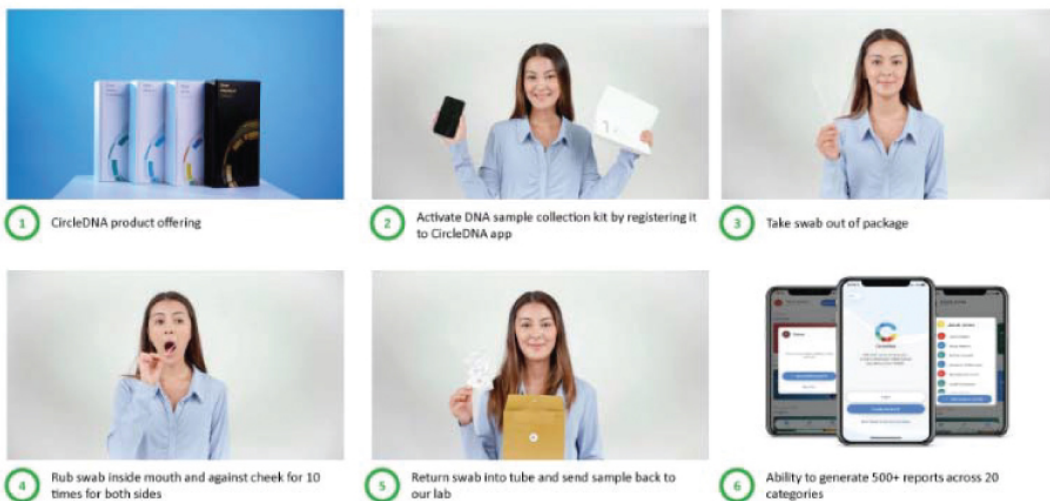 1 CircleDNA product offering
2 Activate DNA sample collection kit by registering it
to CircleDNA app
3 Take swab out of package
4 Rub swab inside mouth and against cheek for 10
times for both sides
5 Return swab into tube and send sample back to
our lab
6 Ability to generate 500+ reports across 20
categories